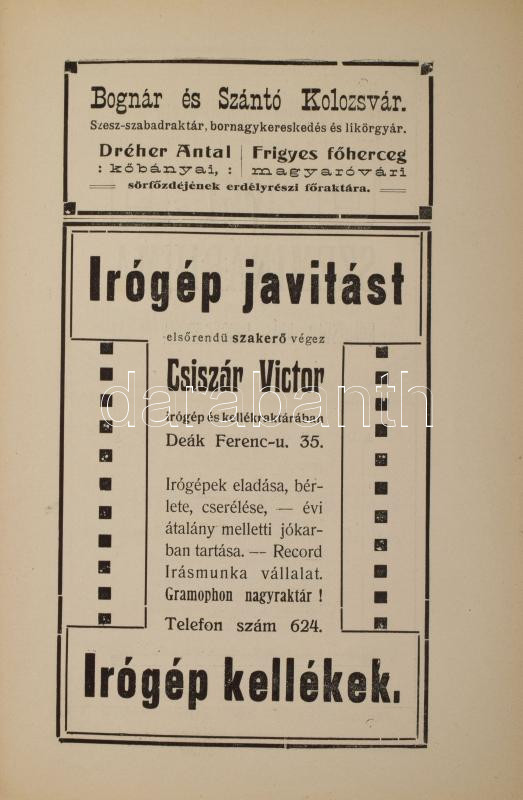 Bognár és Szántó Kolozsvár.
Szesz-szabadraktár, bornagykereskedés és likőrgyár.
Dréher Antal | Frigyes főherceg
: kőbányai, : | magyaróvári
sörfőzdéjének erdélyrészi főraktára.
Irógép javitást
elsőrendü szakerő végez
Csiszár Victor
irógép és kellékraktárában
Deák Ferenc-u. 35.
Irógépek eladása, bér-
lete, cserélése, — évi
átalány melletti jókar-
ban tartása. — Record
Irásmunka vállalat.
Gramophon nagyraktár !
Telefon szám 624.
Irógép kellékek.
darabanth